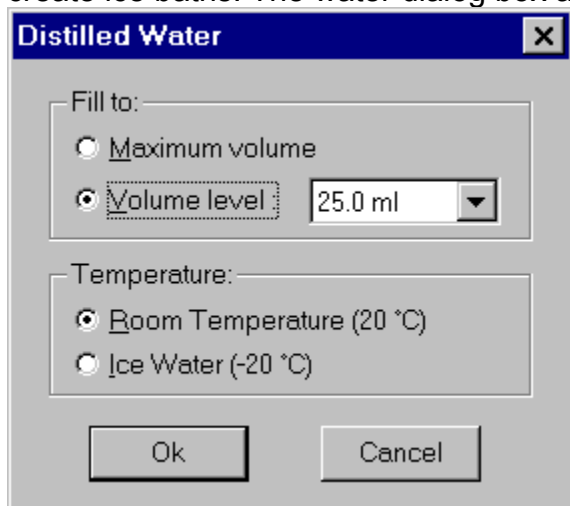 Distilled Water
Fill to:
Maximum volume
Volume level :
25.0 ml
Temperature:
Room Temperature (20 °C)
Ice Water (-20 °C)
Ok
Cancel